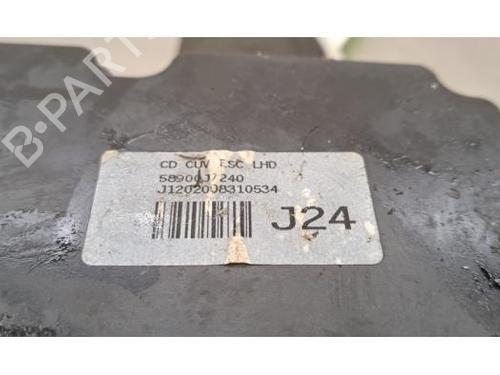 CD CUV ESC LHD
58900J7240
J1202008310534
J24
B-PARTS